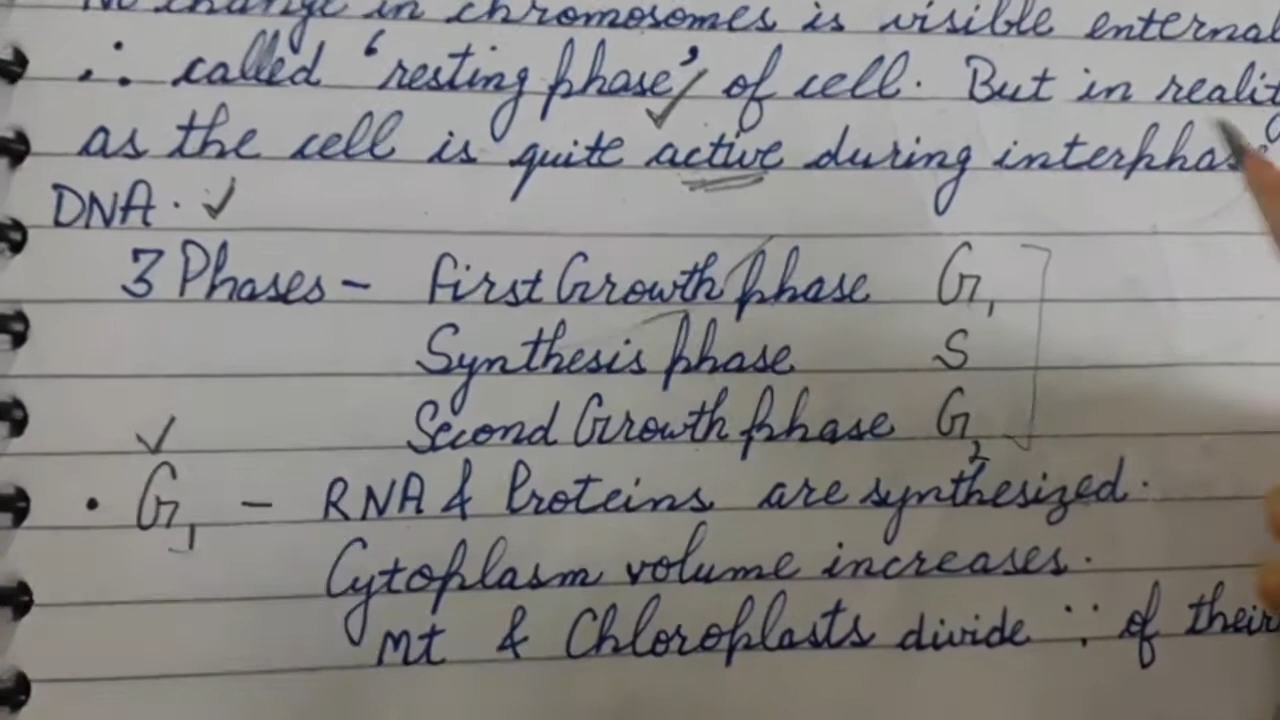 No change in chromosomes is visible external
∴ called 'resting phase' of cell. But in realit
as the cell is quite active during interphas
DNA.
3 Phases - First Growth phase G₁
Synthesis phase S
Second Growth phase G₂
• G₁ - RNA & Proteins are synthesized.
Cytoplasm volume increases.
Mt & Chloroplasts divide ∵ of their